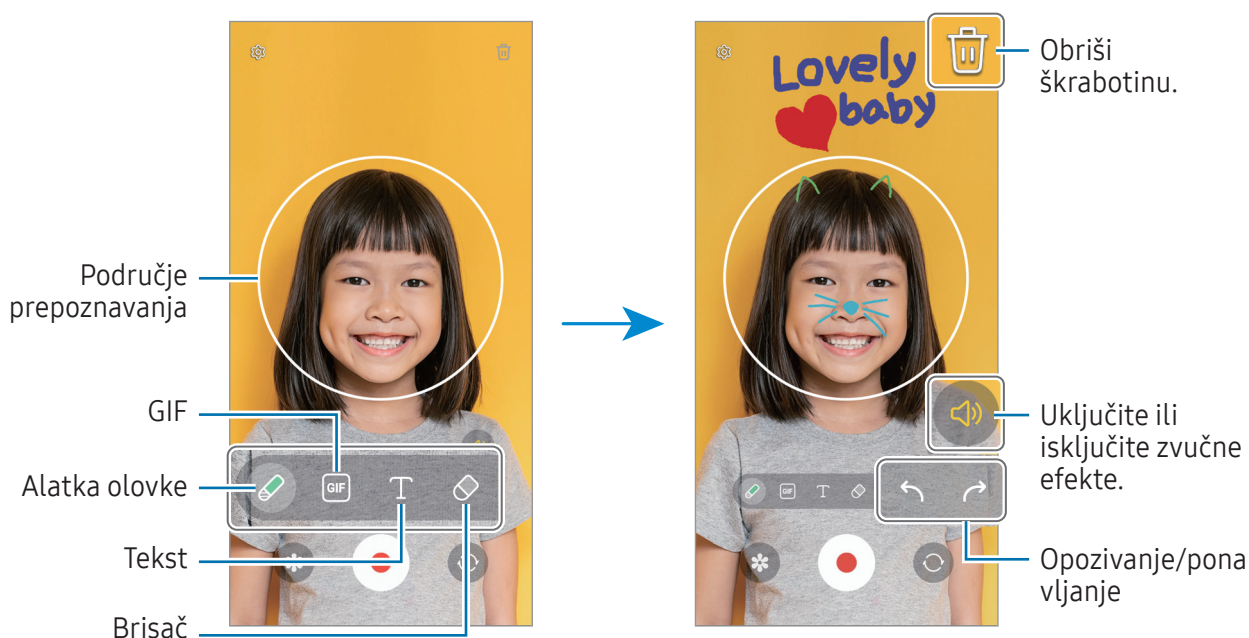 Područje
prepoznavanja
GIF
Alatka olovke
Tekst
Brisač
GIF
T
Lovely
baby
Obriši
škrabotinu.
Uključite ili
isključite zvučne
efekte.
GIF
T
Opozivanje/pona
vljanje